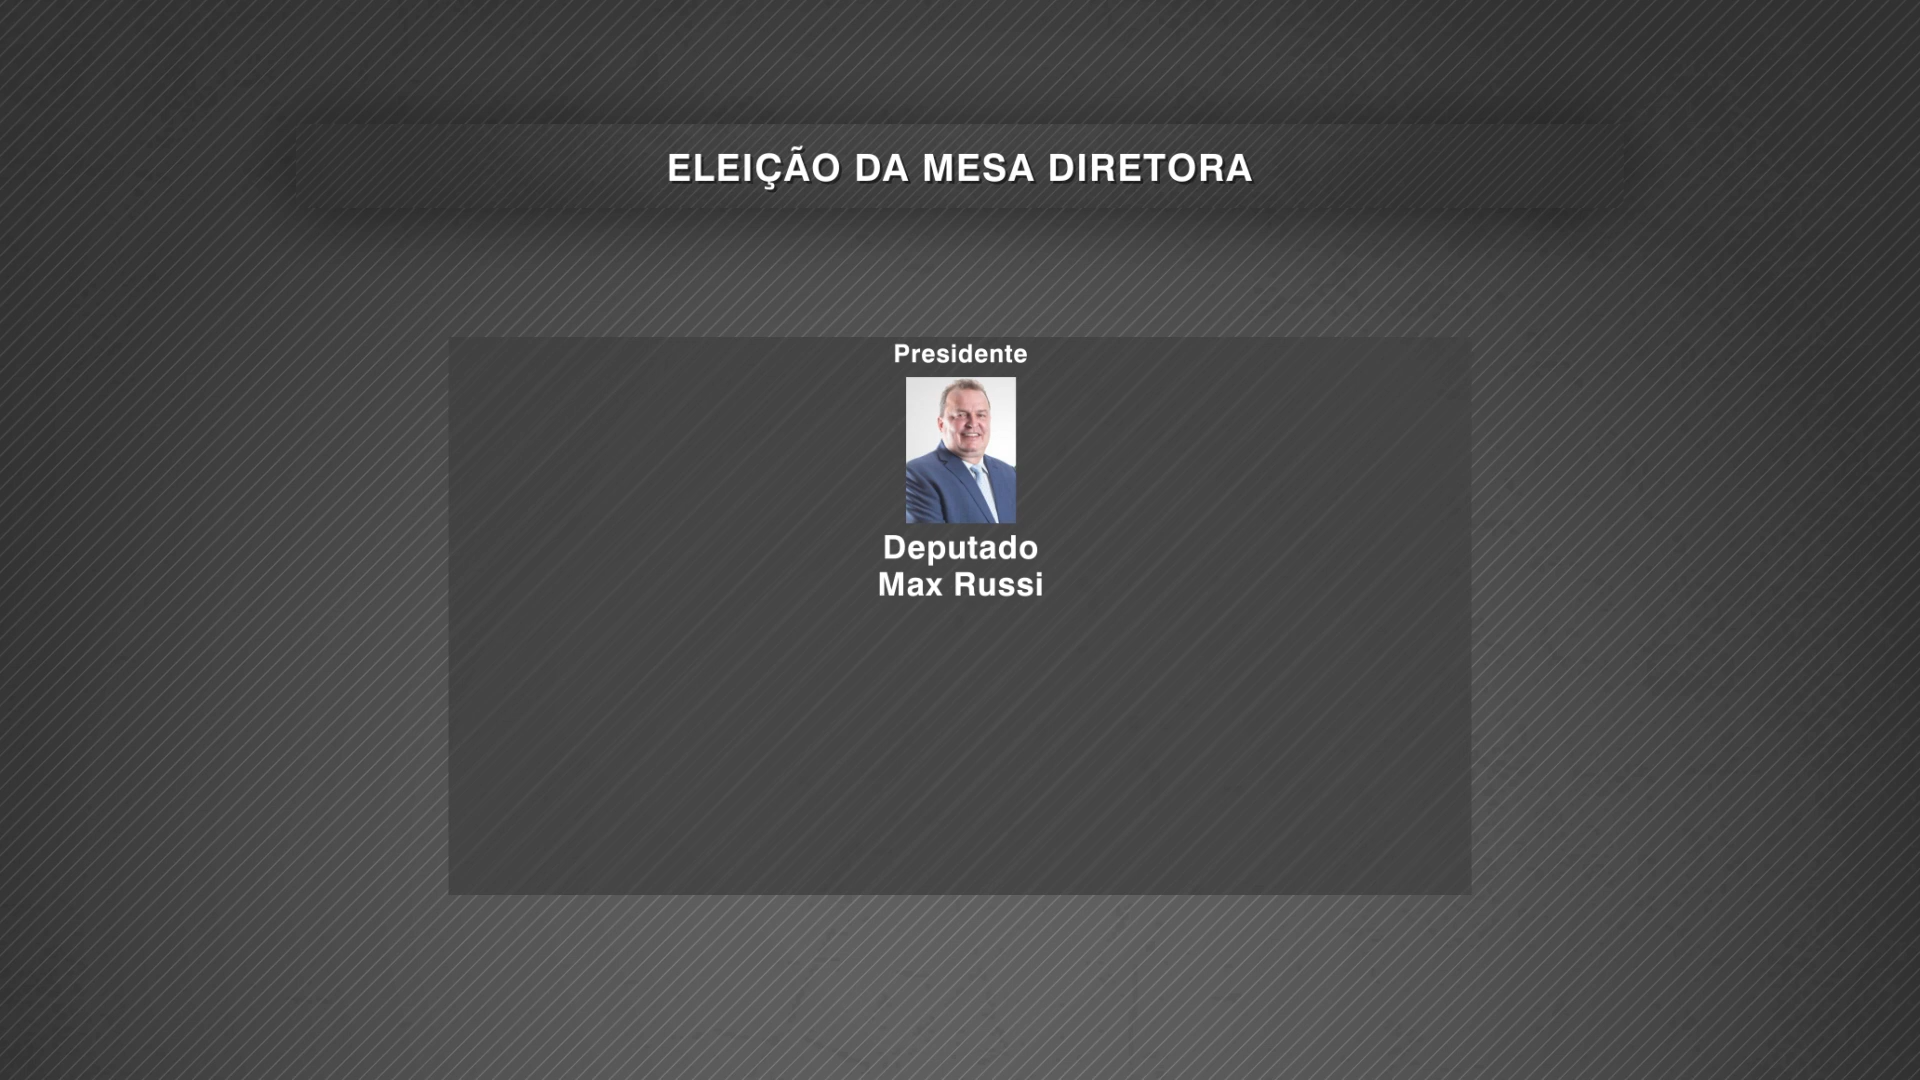 ELEIÇÃO DA MESA DIRETORA
Presidente
Deputado
Max Russi